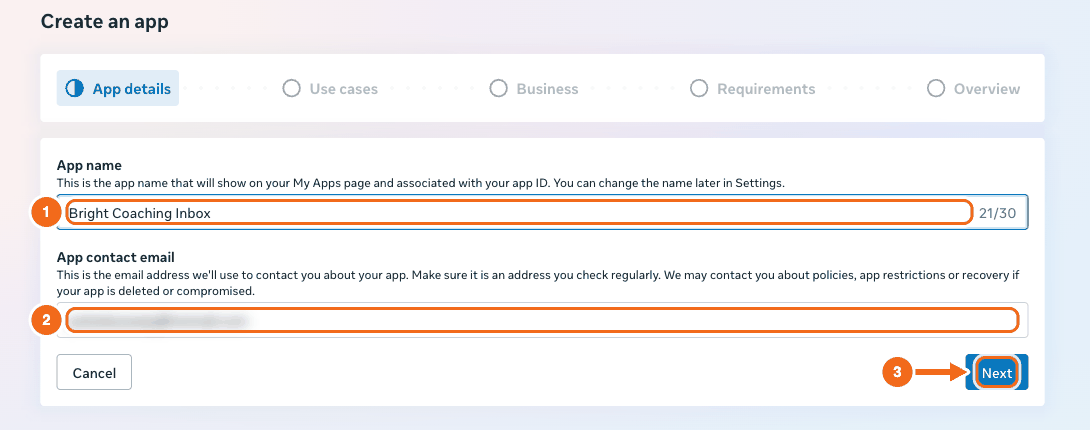 Create an app
App details
Use cases
Business
Requirements
Overview
App name
This is the app name that will show on your My Apps page and associated with your app ID. You can change the name later in Settings.
1
Bright Coaching Inbox
21/30
App contact email
This is the email address we'll use to contact you about your app. Make sure it is an address you check regularly. We may contact you about policies, app restrictions or recovery if
your app is deleted or compromised.
2
Cancel
3
Next